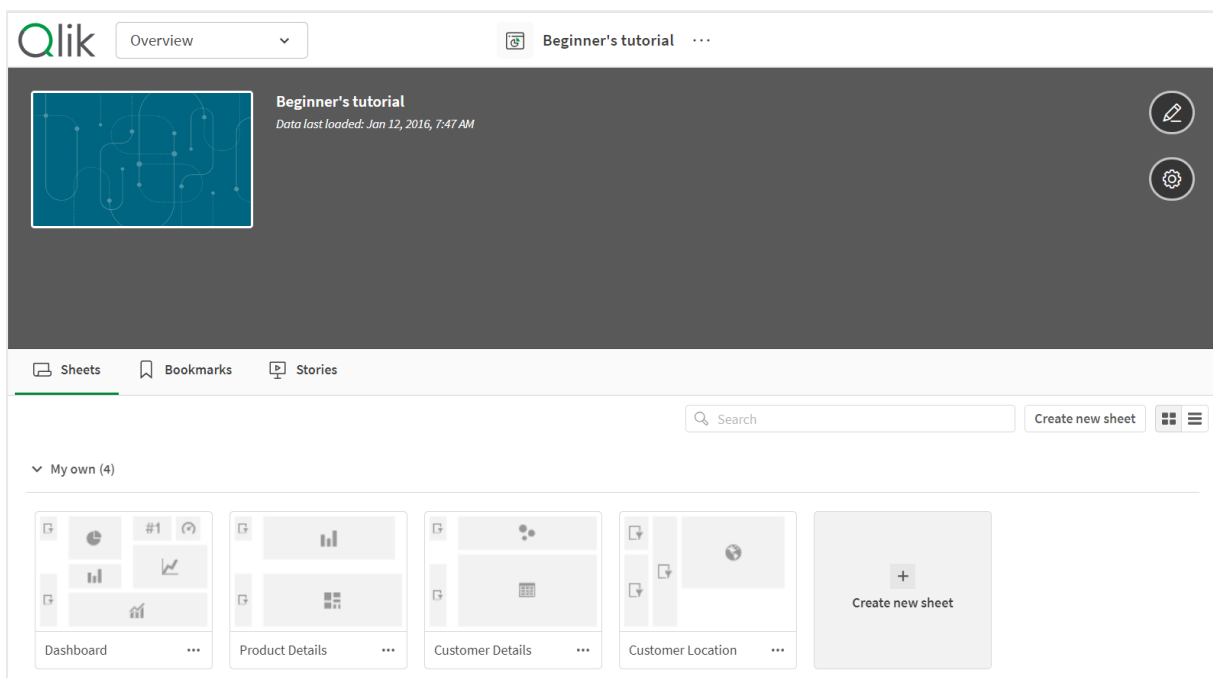 Qlik
Overview
Beginner's tutorial ...
Beginner's tutorial
Data last loaded: Jan 12, 2016, 7:47 AM
Sheets
Bookmarks
Stories
Search
Create new sheet
My own (4)
#1
Create new sheet
Dashboard ...
Product Details ...
Customer Details ...
Customer Location ...